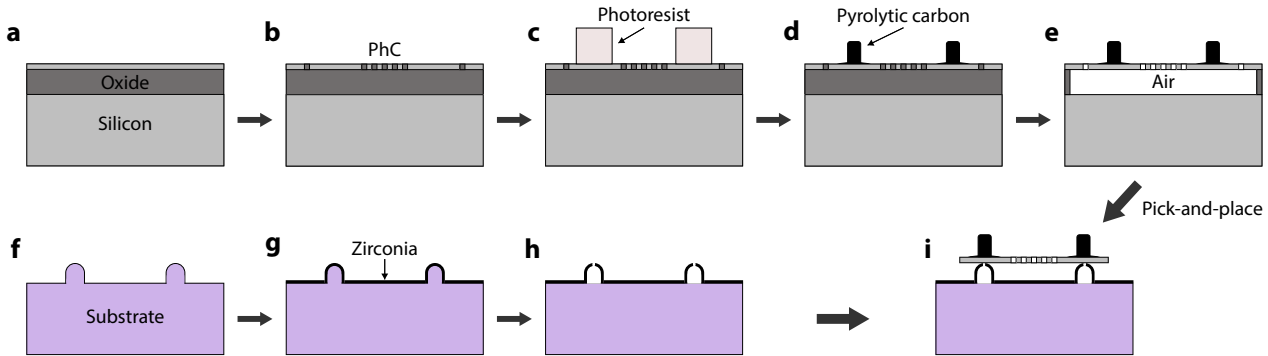 a
b
c
d
e
Photoresist
Pyrolytic carbon
PhC
Oxide
Air
Silicon
Pick-and-place
f
g
h
i
Zirconia
Substrate